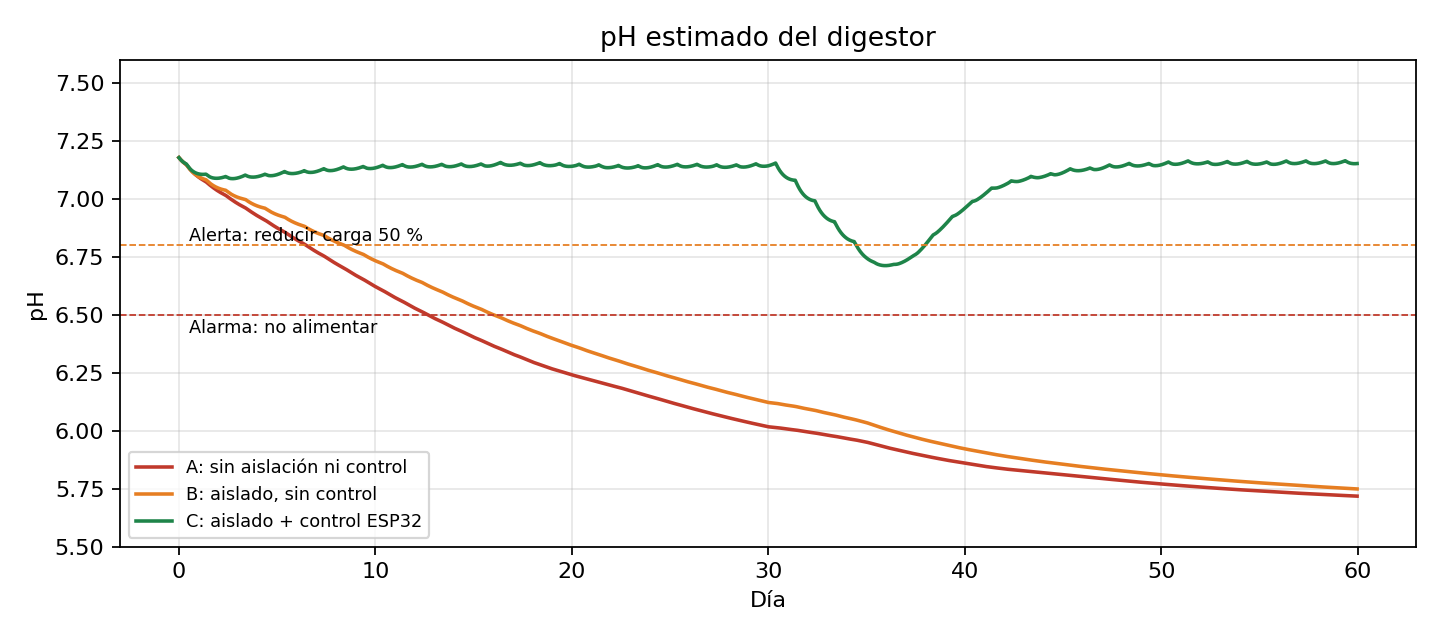 pH estimado del digestor
7.50
7.25
7.00
6.75
6.50
6.25
6.00
5.75
5.50
pH
Alerta: reducir carga 50 %
Alarma: no alimentar
A: sin aislación ni control
B: aislado, sin control
C: aislado + control ESP32
0 10 20 30 40 50 60
Día